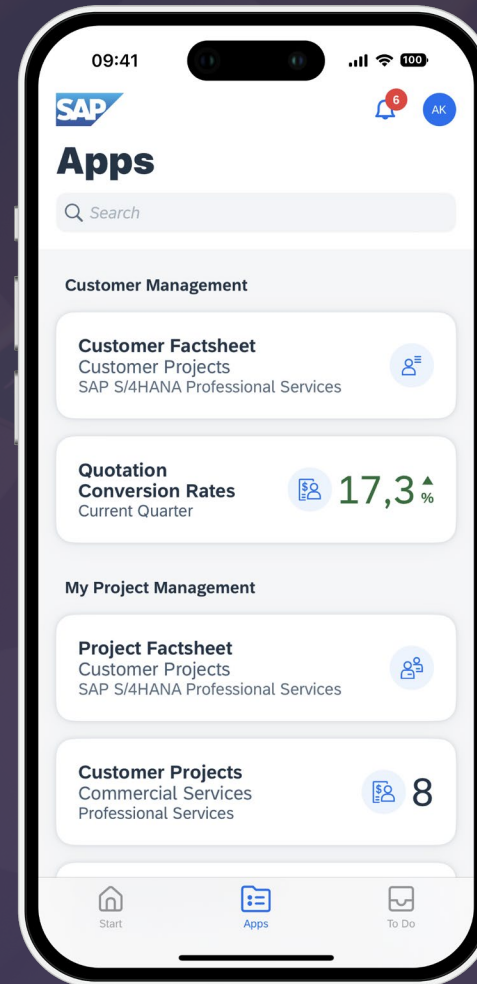 09:41
100
SAP
6
AK
Apps
Search
Customer Management
Customer Factsheet
Customer Projects
SAP S/4HANA Professional Services
Quotation
Conversion Rates
Current Quarter
17,3 %
My Project Management
Project Factsheet
Customer Projects
SAP S/4HANA Professional Services
Customer Projects
Commercial Services
Professional Services
8
Start
Apps
To Do